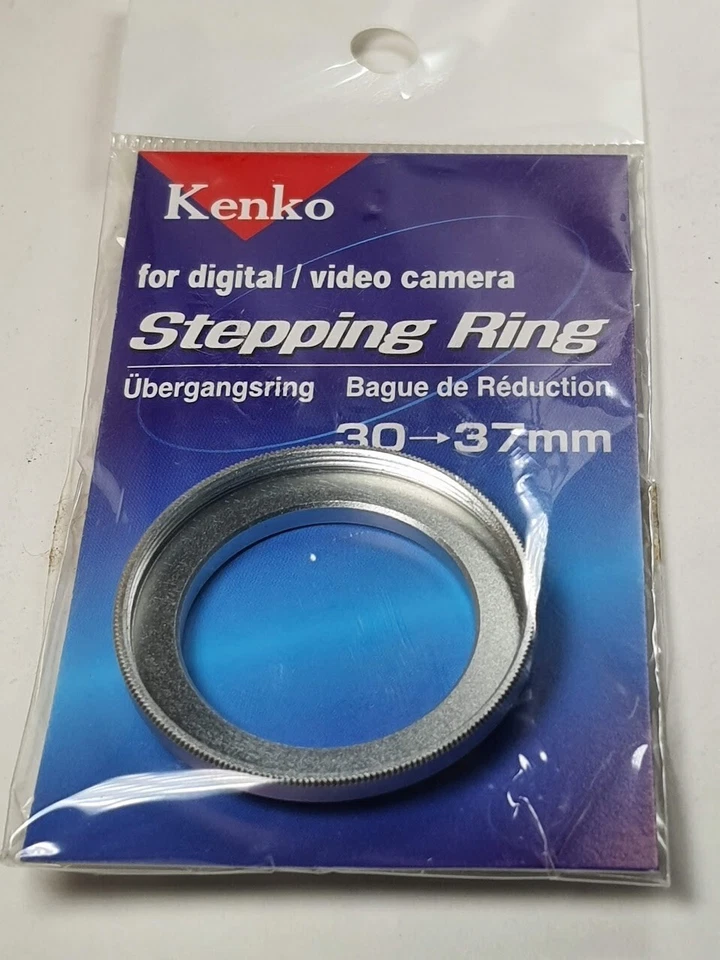 Kenko
for digital / video camera
Stepping Ring
Übergangsring Bague de Réduction
30→37mm